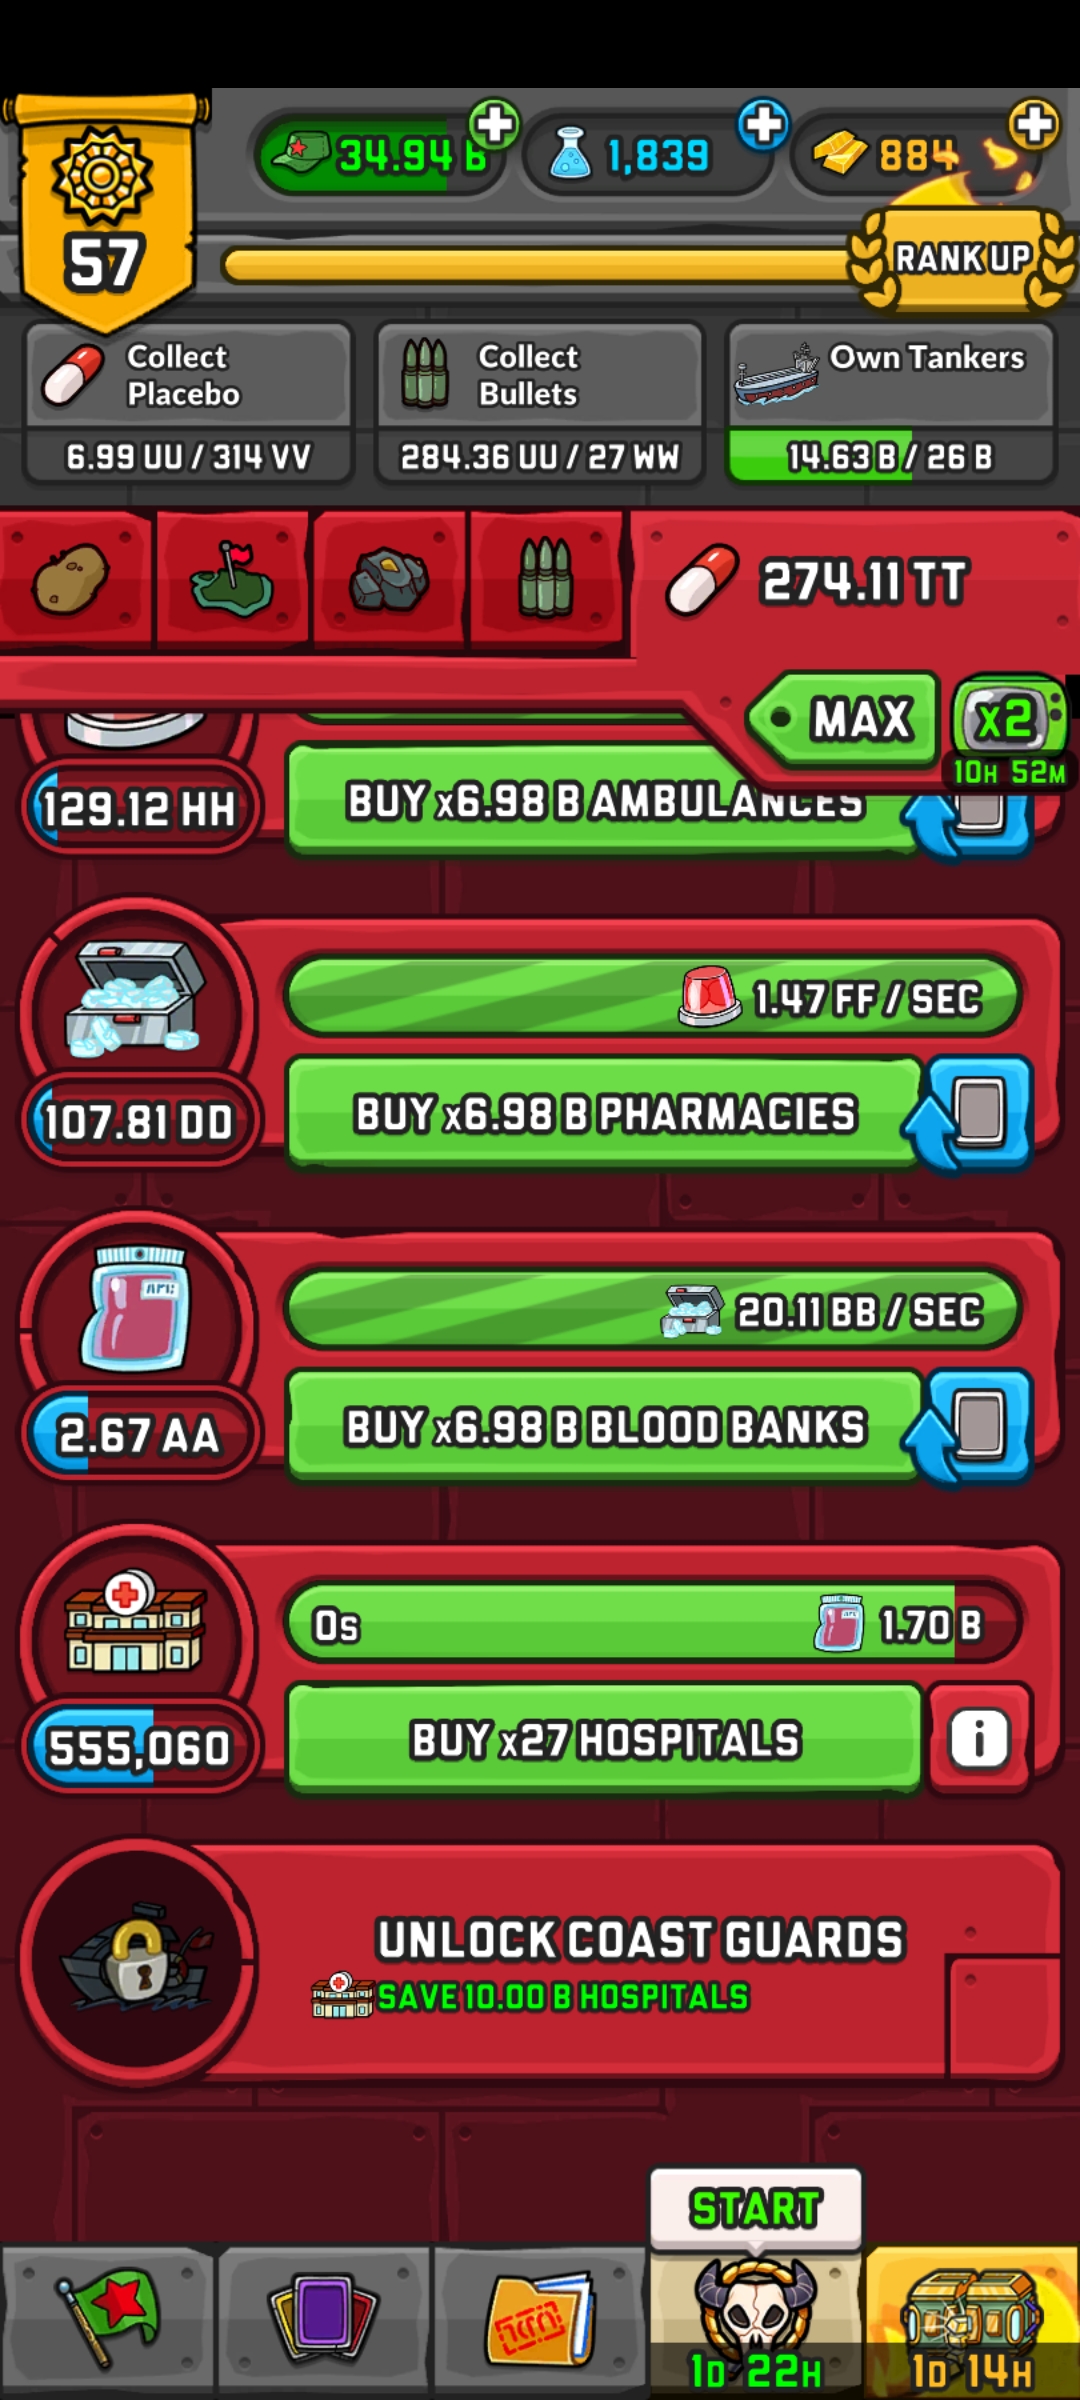 34.94 B
1,839
884
57
RANK UP
Collect
Placebo
Collect
Bullets
Own Tankers
6.99 UU / 314 VV
284.36 UU / 27 WW
14.63 B / 26 B
274.11 TT
MAX
x2
10H 52M
129.12 HH
BUY x6.98 B AMBULANCES
1.47 FF / SEC
107.81 DD
BUY x6.98 B PHARMACIES
20.11 BB / SEC
2.67 AA
BUY x6.98 B BLOOD BANKS
0s
1.70 B
555,060
BUY x27 HOSPITALS
i
UNLOCK COAST GUARDS
SAVE 10.00 B HOSPITALS
START
1D 22H
1D 14H